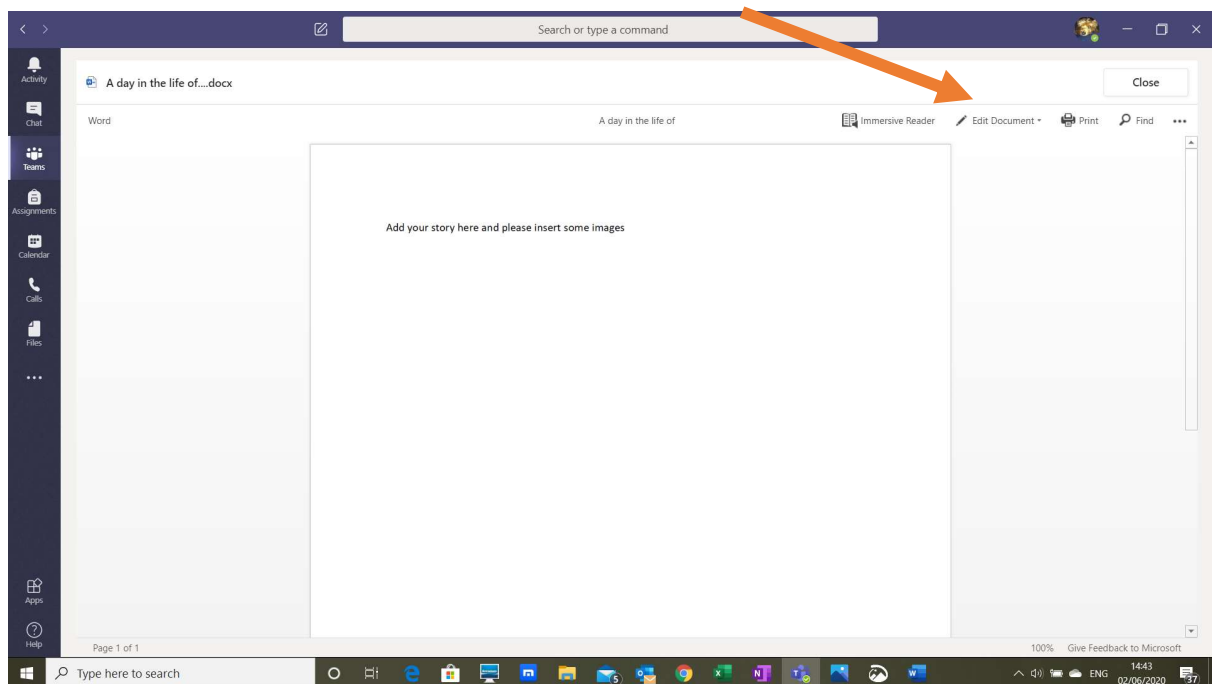 Search or type a command
Activity
Chat
Teams
Assignments
Calendar
Calls
Files
Apps
Help
A day in the life of....docx
Close
Word
A day in the life of
Immersive Reader
Edit Document
Print
Find
Add your story here and please insert some images
Page 1 of 1
100%
Give Feedback to Microsoft
Type here to search
5
ENG
14:43
02/06/2020
37